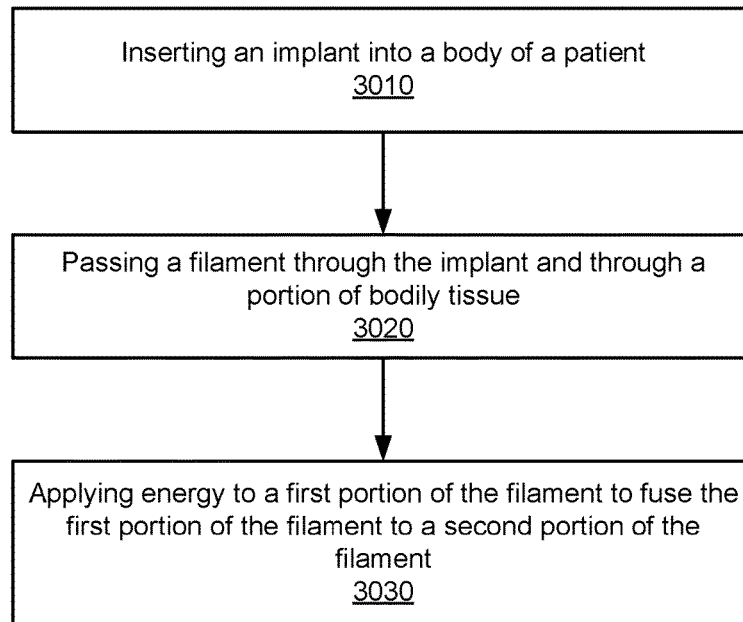 Inserting an implant into a body of a patient
3010
Passing a filament through the implant and through a
portion of bodily tissue
3020
Applying energy to a first portion of the filament to fuse the
first portion of the filament to a second portion of the
filament
3030